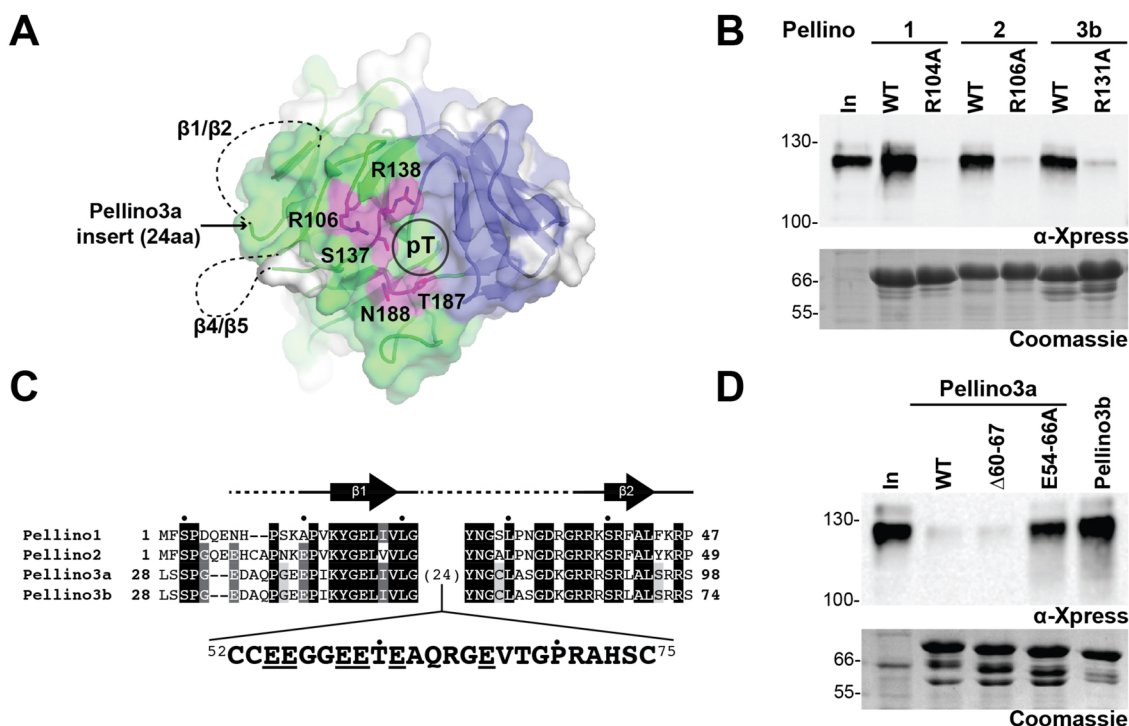 A
β1/β2
Pellino3a
insert (24aa)
β4/β5
R138
R106
S137
pT
T187
N188
B
Pellino 1 2 3b
In WT R104A WT R106A WT R131A
130-
100-
α-Xpress
66-
55-
Coomassie
C
β1 β2
Pellino1 1 MFSPDQENH--PSKAPVKYGELIVLG YNGSLPNGDRGRRKSRFALFKRP 47
Pellino2 1 MFSPGQEEHCAPNKEPVKYGELVVLG YNGALPNGDRGRRKSRFALYKRP 49
Pellino3a 28 LSSPG--EDAQPGEEPIKYGELIVLG (24) YNGCLASGDKGRRRSRLALSRRS 98
Pellino3b 28 LSSPG--EDAQPGEEPIKYGELIVLG YNGCLASGDKGRRRSRLALSRRS 74
52CCEEGGEETEAQRGEVTGPRAHSC75
D
Pellino3a
In WT Δ60-67 E54-66A Pellino3b
130-
100-
α-Xpress
66-
55-
Coomassie